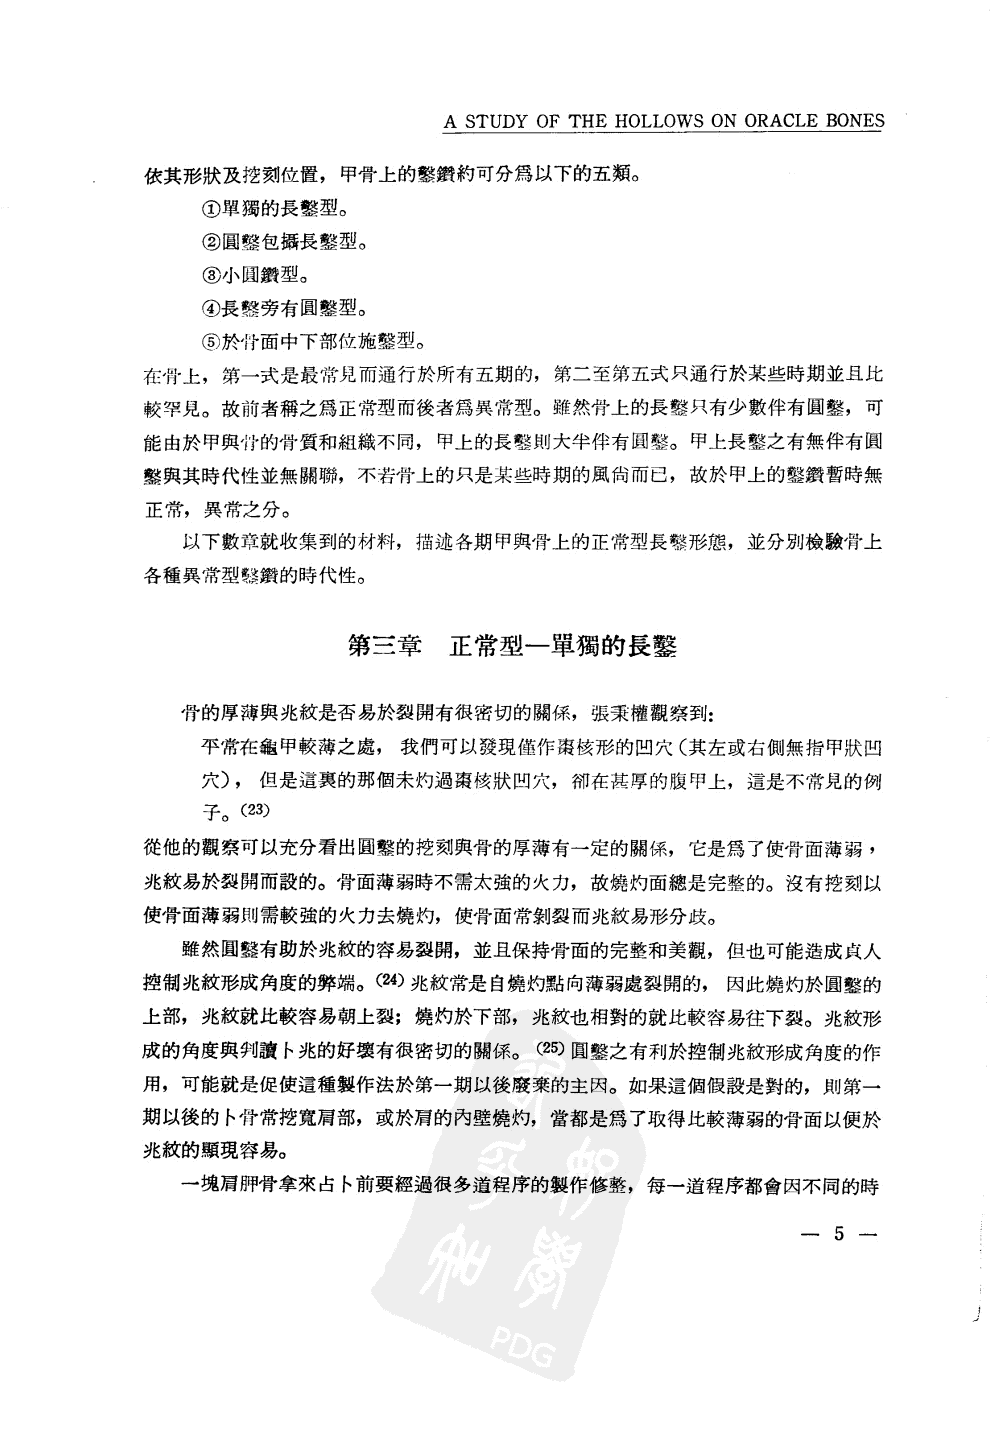 A STUDY OF THE HOLLOWS ON ORACLE BONES
依其形狀及挖刻位置，甲骨上的鑿鑽約可分爲以下的五類。
①單獨的長鑿型。
②圓鑿包攝長鑿型。
③小圓鑽型。
④長鑿旁有圓鑿型。
⑤於骨面中下部位施鑿型。
在骨上，第一式是最常見而通行於所有五期的，第二至第五式只通行於某些時期並且比
較罕見。故前者稱之爲正常型而後者爲異常型。雖然骨上的長鑿只有少數伴有圓鑿，可
能由於甲與骨的骨質和組織不同，甲上的長鑿則大半伴有圓鑿。甲上長鑿之有無伴有圓
鑿與其時代性並無關聯，不若骨上的只是某些時期的風尙而已，故於甲上的鑿鑽暫時無
正常，異常之分。
以下數章就收集到的材料，描述各期甲與骨上的正常型長鑿形態，並分別檢驗骨上
各種異常型鑿鑽的時代性。
第三章　正常型—單獨的長鑿
骨的厚薄與兆紋是否易於裂開有很密切的關係，張秉權觀察到：
平常在龜甲較薄之處，我們可以發現僅作棗核形的凹穴（其左或右側無指甲狀凹
穴），但是這裏的那個未灼過棗核狀凹穴，卻在甚厚的腹甲上，這是不常見的例
子。(23)
從他的觀察可以充分看出圓鑿的挖刻與骨的厚薄有一定的關係，它是爲了使骨面薄弱，
兆紋易於裂開而設的。骨面薄弱時不需太強的火力，故燒灼面總是完整的。沒有挖刻以
使骨面薄弱則需較強的火力去燒灼，使骨面常剝裂而兆紋易形分歧。
雖然圓鑿有助於兆紋的容易裂開，並且保持骨面的完整和美觀，但也可能造成貞人
控制兆紋形成角度的弊端。(24)兆紋常是自燒灼點向薄弱處裂開的，因此燒灼於圓鑿的
上部，兆紋就比較容易朝上裂；燒灼於下部，兆紋也相對的就比較容易往下裂。兆紋形
成的角度與判讀卜兆的好壞有很密切的關係。(25)圓鑿之有利於控制兆紋形成角度的作
用，可能就是促使這種製作法於第一期以後廢棄的主因。如果這個假設是對的，則第一
期以後的卜骨常挖寬肩部，或於肩的內壁燒灼，當都是爲了取得比較薄弱的骨面以便於
兆紋的顯現容易。
一塊肩胛骨拿來占卜前要經過很多道程序的製作修整，每一道程序都會因不同的時
— 5 —
PDG